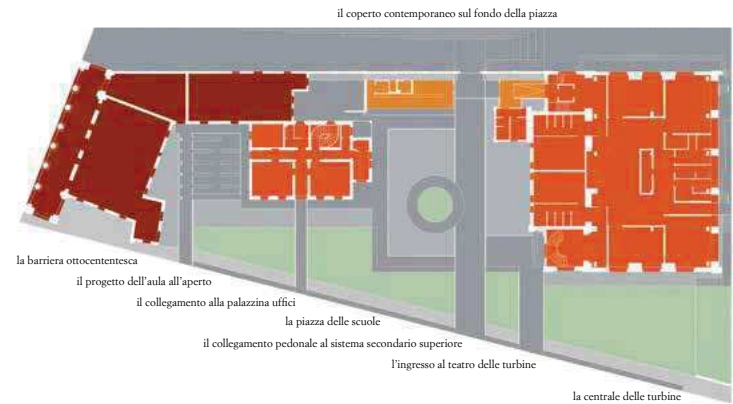 il coperto contemporaneo sul fondo della piazza
la barriera ottocententesca
il progetto dell'aula all'aperto
il collegamento alla palazzina uffici
la piazza delle scuole
il collegamento pedonale al sistema secondario superiore
l'ingresso al teatro delle turbine
la centrale delle turbine